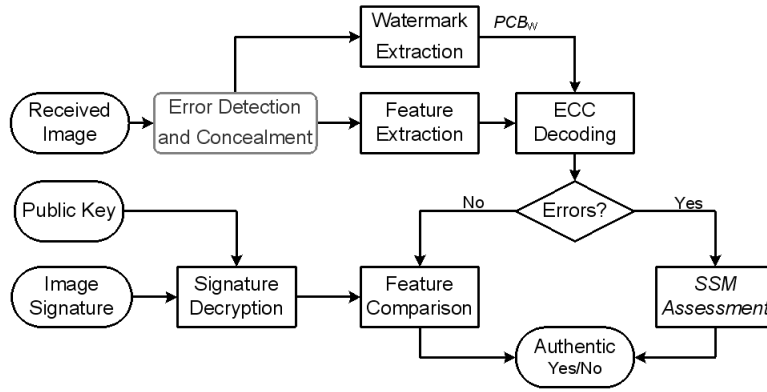 Watermark
Extraction
PCBW
Received
Image
Error Detection
and Concealment
Feature
Extraction
ECC
Decoding
Public Key
No
Errors?
Yes
Image
Signature
Signature
Decryption
Feature
Comparison
SSM
Assessment
Authentic
Yes/No